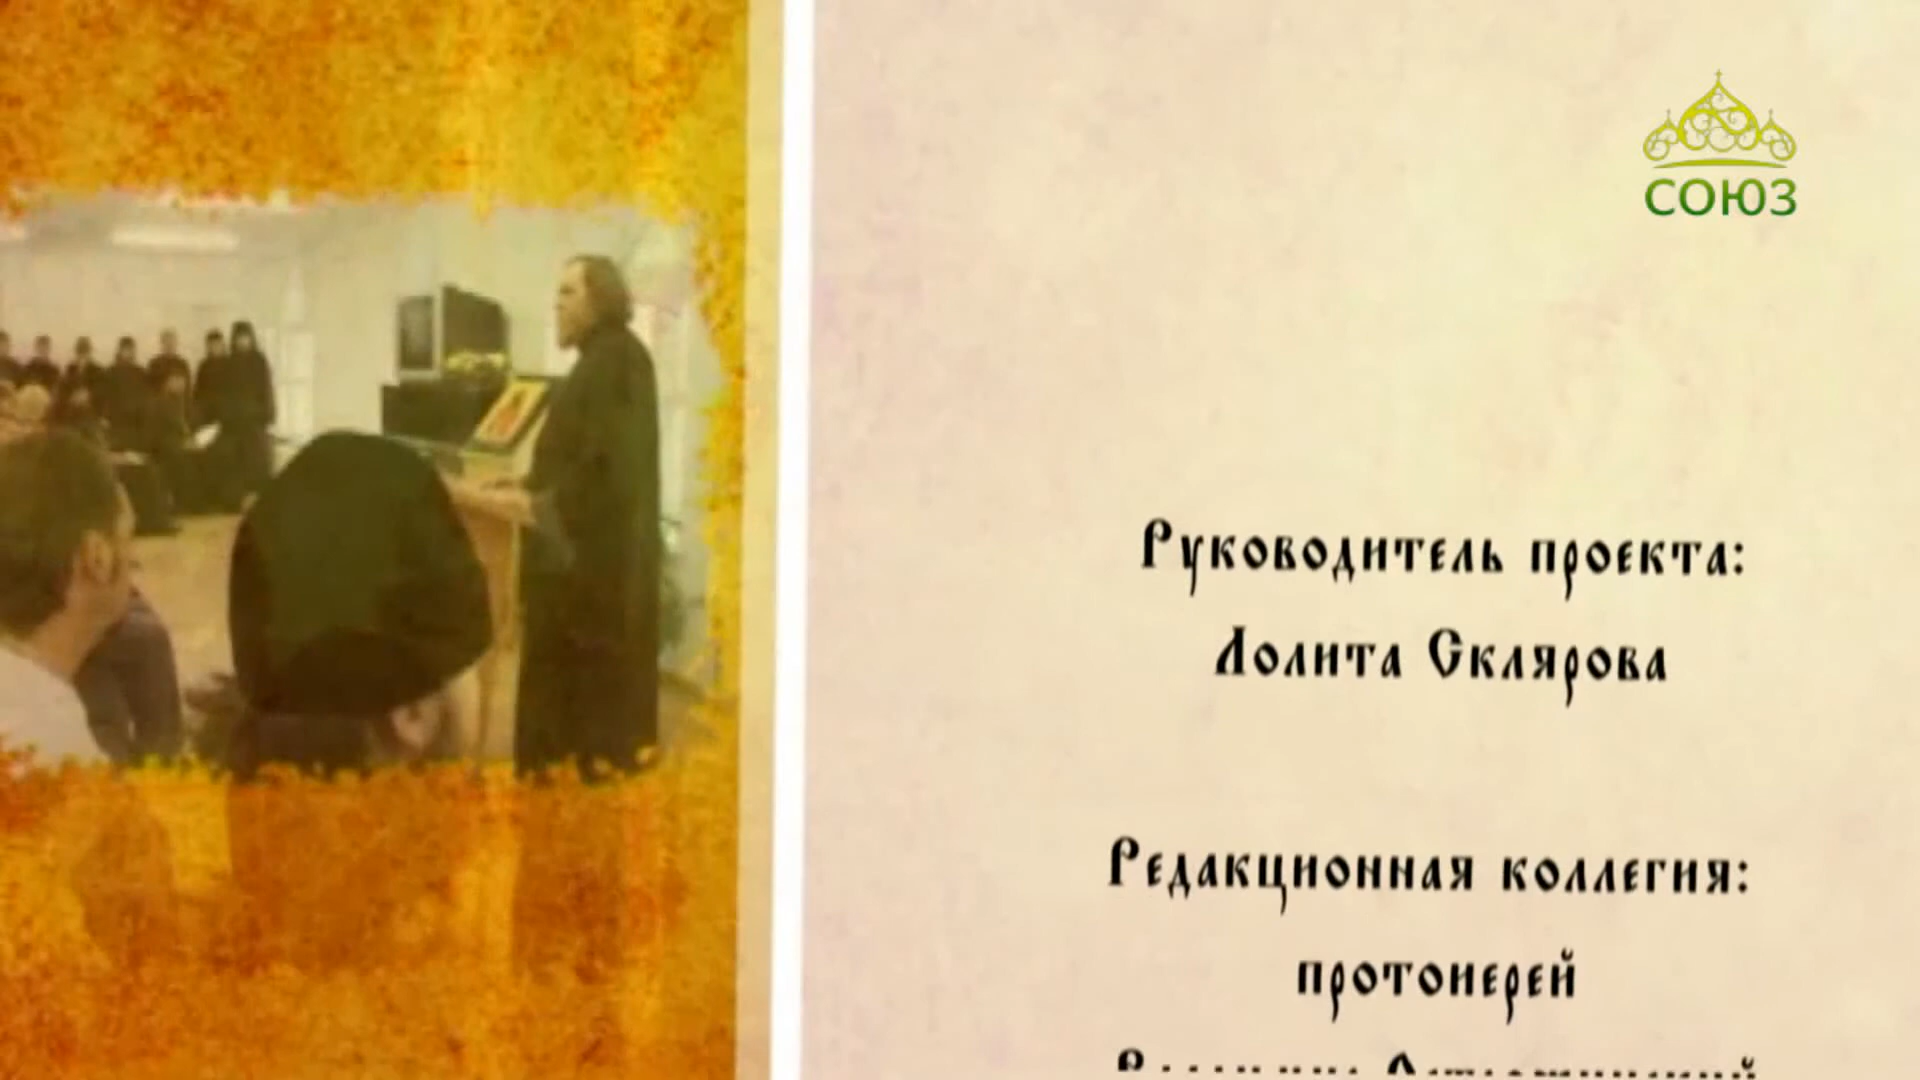 СОЮЗ
Руководитель проекта:
Лолита Склярова
Редакционная коллегия:
протоиерей